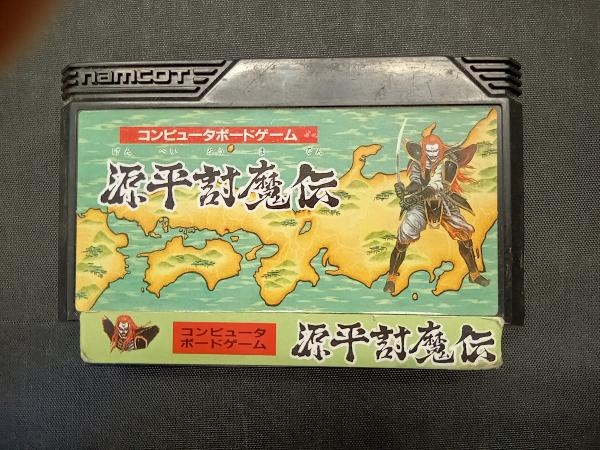 namcot
コンピュータボードゲーム
げんぺいとうまでん
源平討魔伝
コンピュータ
ボードゲーム
源平討魔伝